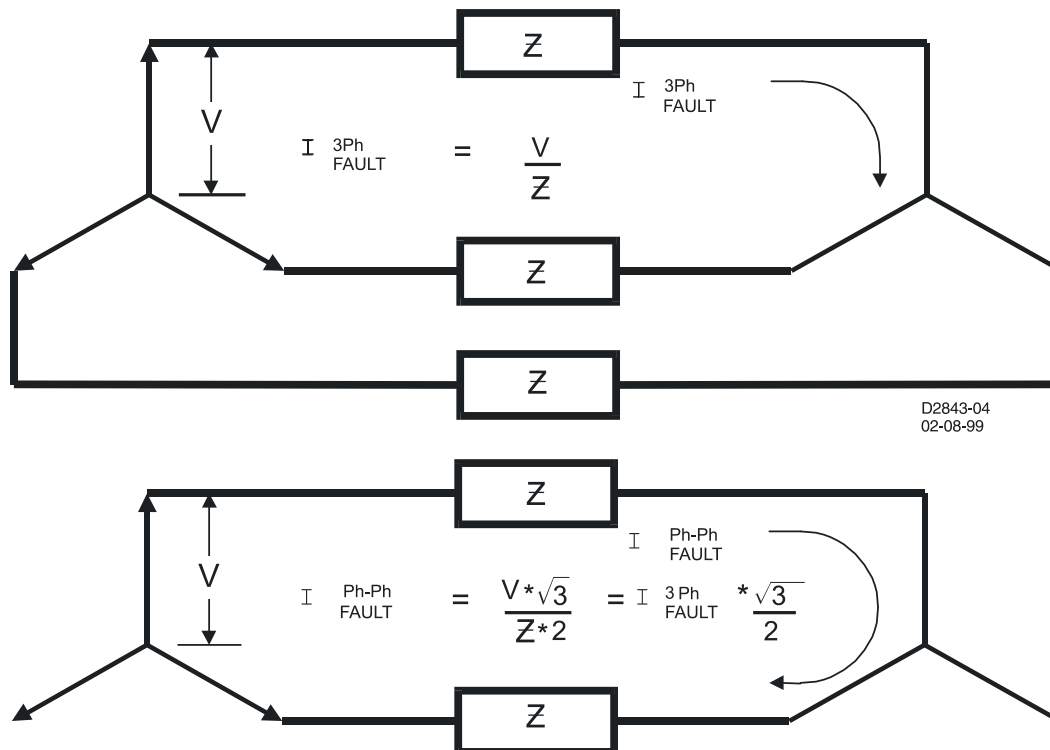 Z
I 3Ph
FAULT
V
I 3Ph
FAULT = V
Z
Z
Z
D2843-04
02-08-99
Z
I Ph-Ph
FAULT
V
I Ph-Ph
FAULT = V*√3
Z*2 = I 3 Ph
FAULT *√3
2
Z